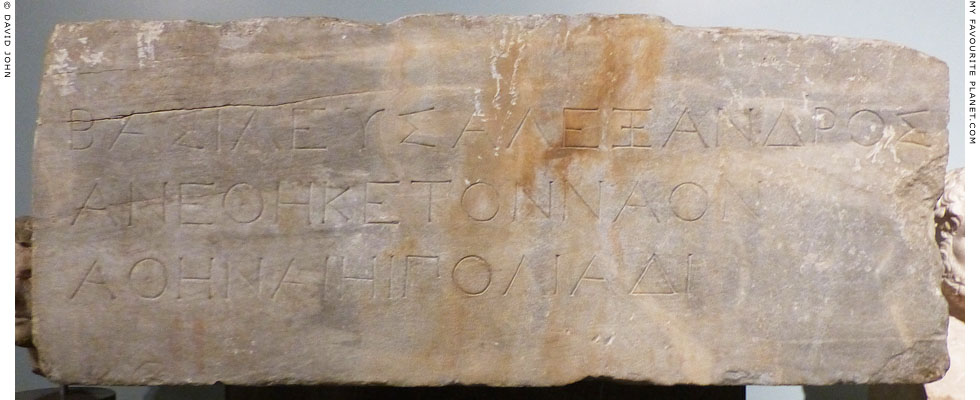 © DAVID JOHN
ΒΑΣΙΛΕΥΣΑΛΕΞΑΝΔΡΟΣ
ΑΝΕΘΗΚΕΤΟΝΝΑΟΝ
ΑΘΗΝΑΙΗΙΠΟΛΙΑΔΙ
MY FAVOURITE PLANET.COM